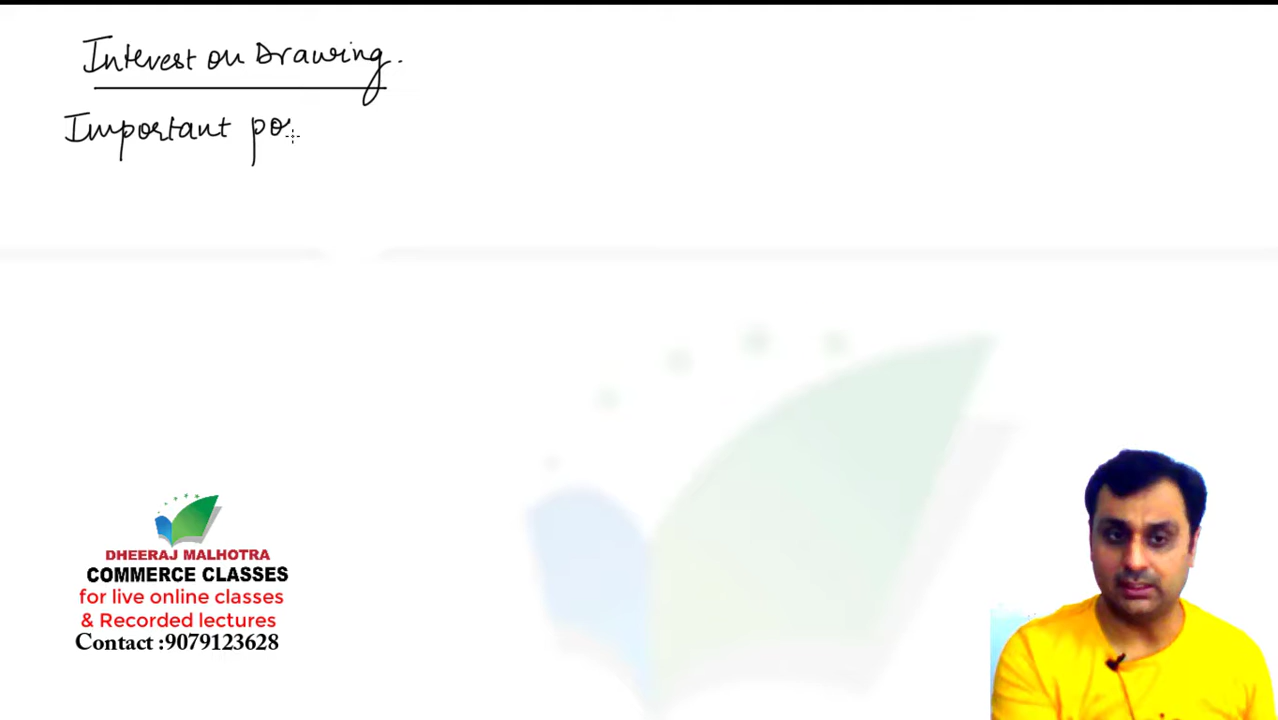 Interest on Drawing.
Important po
DHEERAJ MALHOTRA
COMMERCE CLASSES
for live online classes
& Recorded lectures
Contact :9079123628